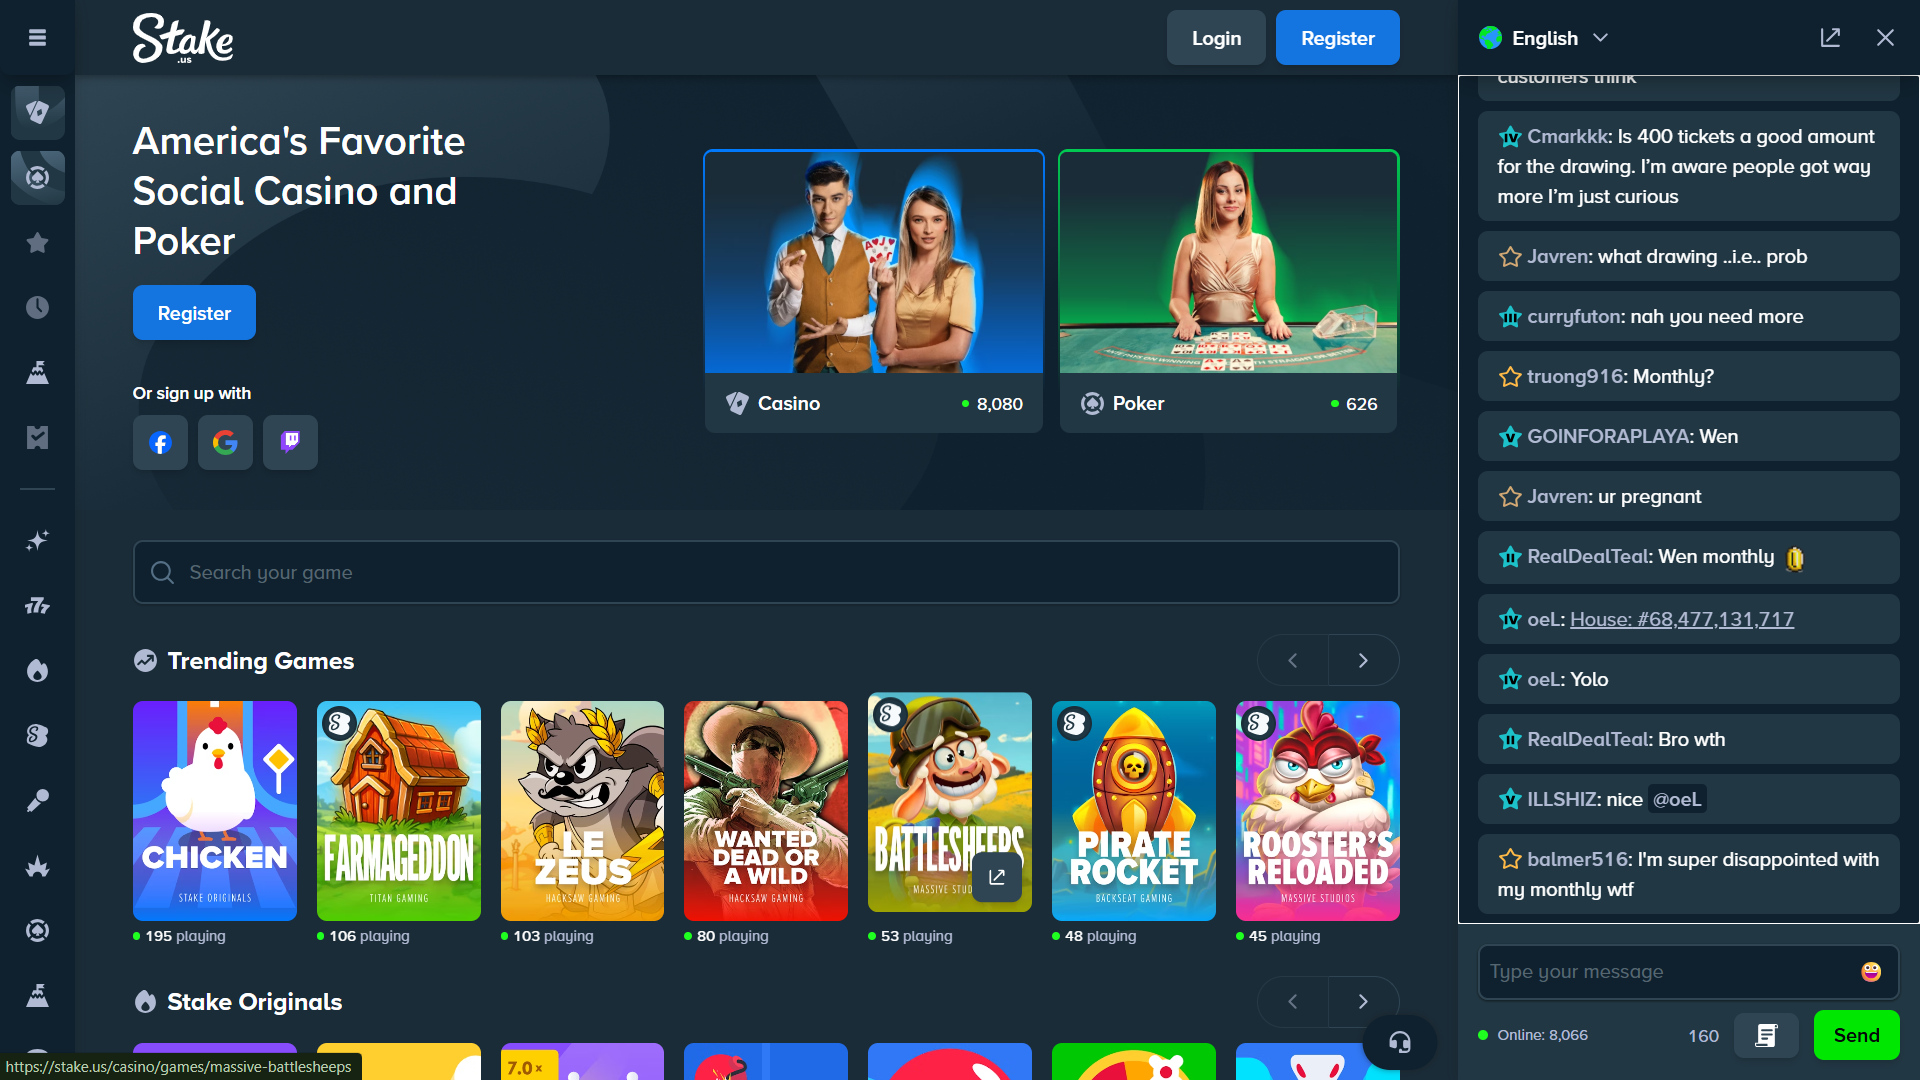 Stake
.us
Login
Register
English
America's Favorite
Social Casino and
Poker
Register
Or sign up with
Casino
8,080
Poker
626
Search your game
Trending Games
CHICKEN
STAKE ORIGINALS
195 playing
FARMAGEDDON
TITAN GAMING
106 playing
LE
ZEUS
HACKSAW GAMING
103 playing
WANTED
DEAD OR
A WILD
HACKSAW GAMING
80 playing
BATTLESHEEPS
53 playing
PIRATE
ROCKET
BACKSEAT GAMING
48 playing
ROOSTER'S
RELOADED
MASSIVE STUDIOS
45 playing
Stake Originals
7.0×
https://stake.us/casino/games/massive-battlesheeps
customers think
Cmarkkk: Is 400 tickets a good amount
for the drawing. I'm aware people got way
more I'm just curious
Javren: what drawing ..i.e.. prob
curryfuton: nah you need more
truong916: Monthly?
GOINFORAPLAYA: Wen
Javren: ur pregnant
RealDealTeal: Wen monthly
oeL: House: #68,477,131,717
oeL: Yolo
RealDealTeal: Bro wth
ILLSHIZ: nice @oeL
balmer516: I'm super disappointed with
my monthly wtf
Type your message
Online: 8,066
160
Send